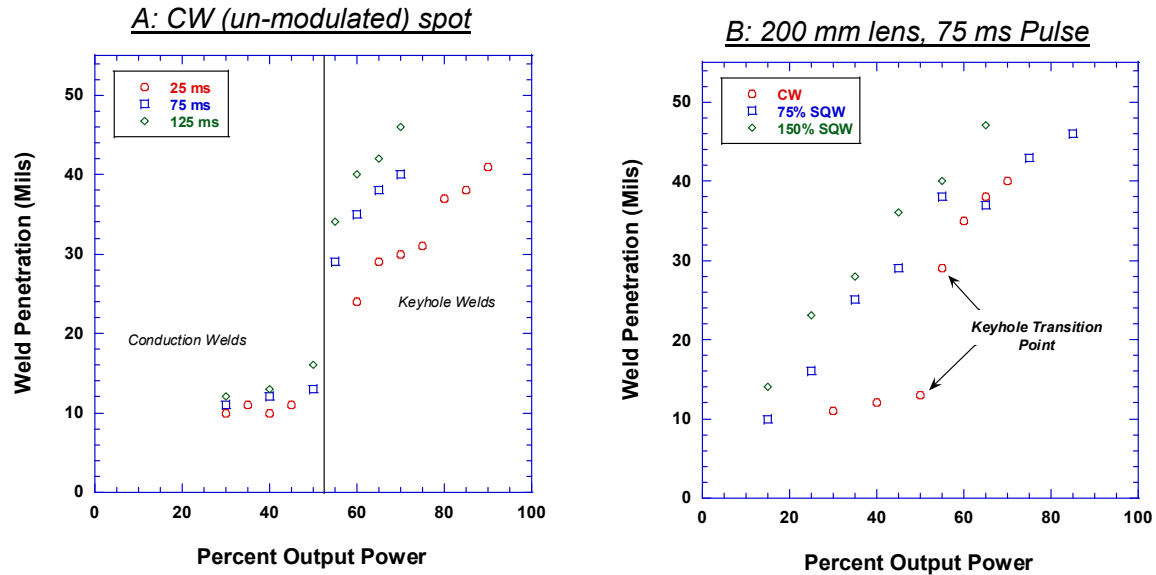 A: CW (un-modulated) spot
25 ms
75 ms
125 ms
50
40
30
20
10
0
Weld Penetration (Mils)
Conduction Welds
Keyhole Welds
0 20 40 60 80 100
Percent Output Power
B: 200 mm lens, 75 ms Pulse
CW
75% SQW
150% SQW
50
40
30
20
10
0
Weld Penetration (Mils)
Keyhole Transition
Point
0 20 40 60 80 100
Percent Output Power